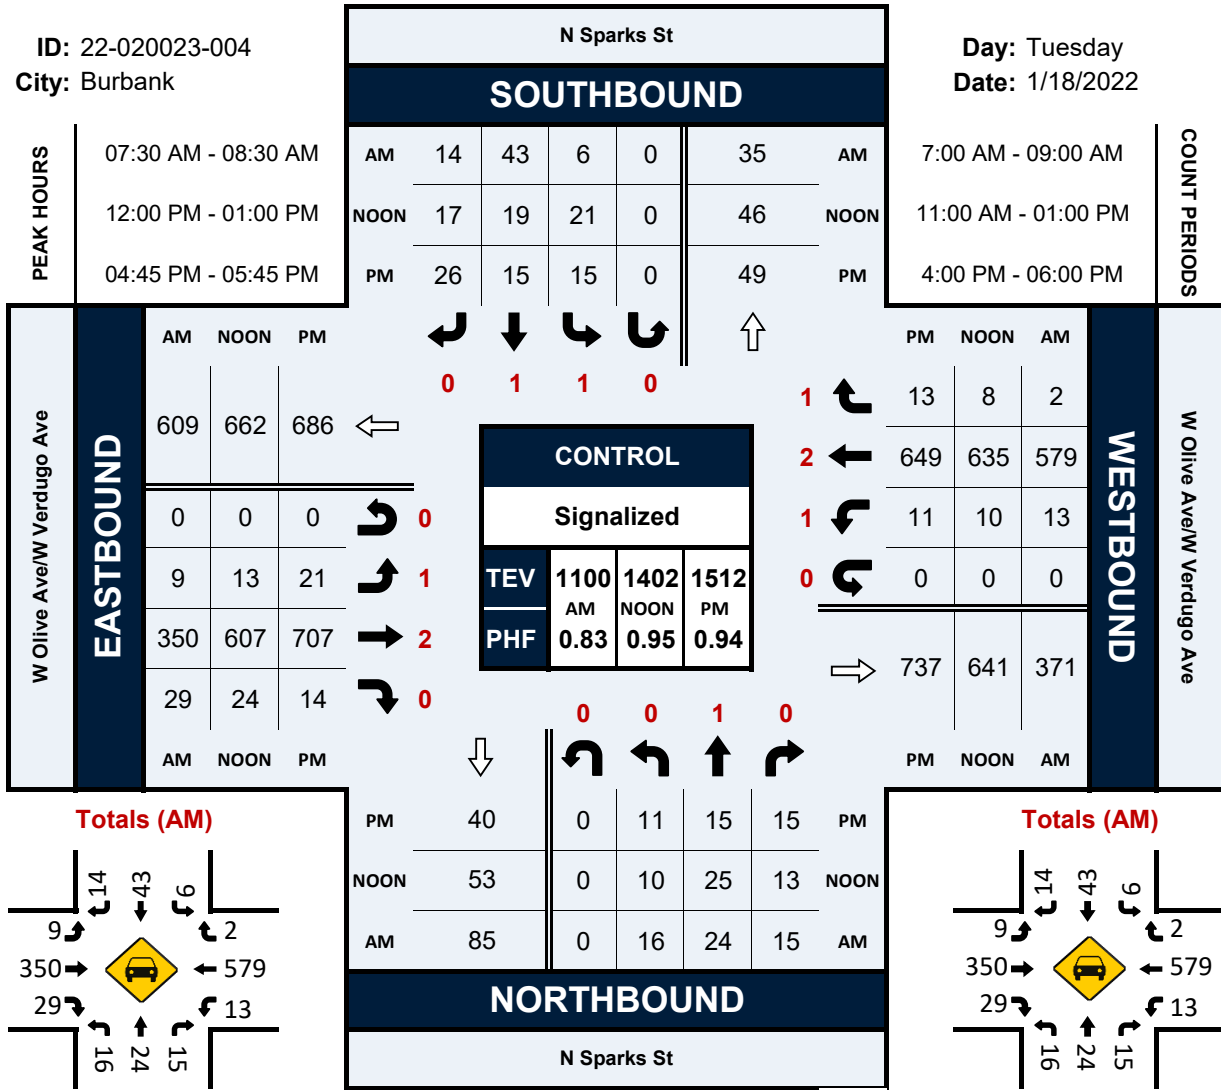 ID: 22-020023-004
City: Burbank
N Sparks St
SOUTHBOUND
Day: Tuesday
Date: 1/18/2022
PEAK HOURS
07:30 AM - 08:30 AM
12:00 PM - 01:00 PM
04:45 PM - 05:45 PM
AM 14 43 6 0 35 AM
NOON 17 19 21 0 46 NOON
PM 26 15 15 0 49 PM
0 1 1 0
7:00 AM - 09:00 AM
11:00 AM - 01:00 PM
4:00 PM - 06:00 PM
COUNT PERIODS
W Olive Ave/W Verdugo Ave
EASTBOUND
AM NOON PM
609 662 686
0 0 0 0
9 13 21 1
350 607 707 2
29 24 14 0
AM NOON PM
CONTROL
Signalized
TEV 1100 1402 1512
AM NOON PM
PHF 0.83 0.95 0.94
PM NOON AM
1 13 8 2
2 649 635 579
1 11 10 13
0 0 0 0
737 641 371
PM NOON AM
WESTBOUND
W Olive Ave/W Verdugo Ave
0 0 1 0
PM 40 0 11 15 15 PM
NOON 53 0 10 25 13 NOON
AM 85 0 16 24 15 AM
NORTHBOUND
N Sparks St
Totals (AM)
14 43 6
9 2
350 579
29 13
16 24 15
Totals (AM)
14 43 6
9 2
350 579
29 13
16 24 15